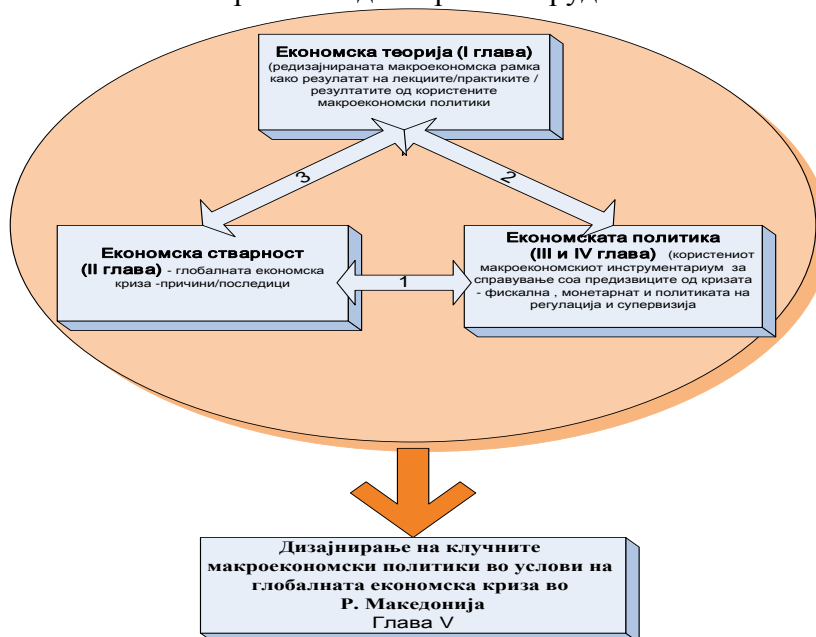 Економска теорија (I глава)
(редизајнираната макроекономска рамка
како резултатат на лекциите/практиките /
резултатите од користените
макроекономски политики
3
2
Економска стварност
(II глава) - глобалната економска
криза -причини/последици
1
Економската политика
(III и IV глава) (користениот
макроекономскиот инструментариум за
справување соа предизвиците од кризата
- фискална , монетарнат и политиката на
регулација и супервизија
Дизајнирање на клучните
макроекономски политики во услови на
глобалната економска криза во
Р. Македонија
Глава V